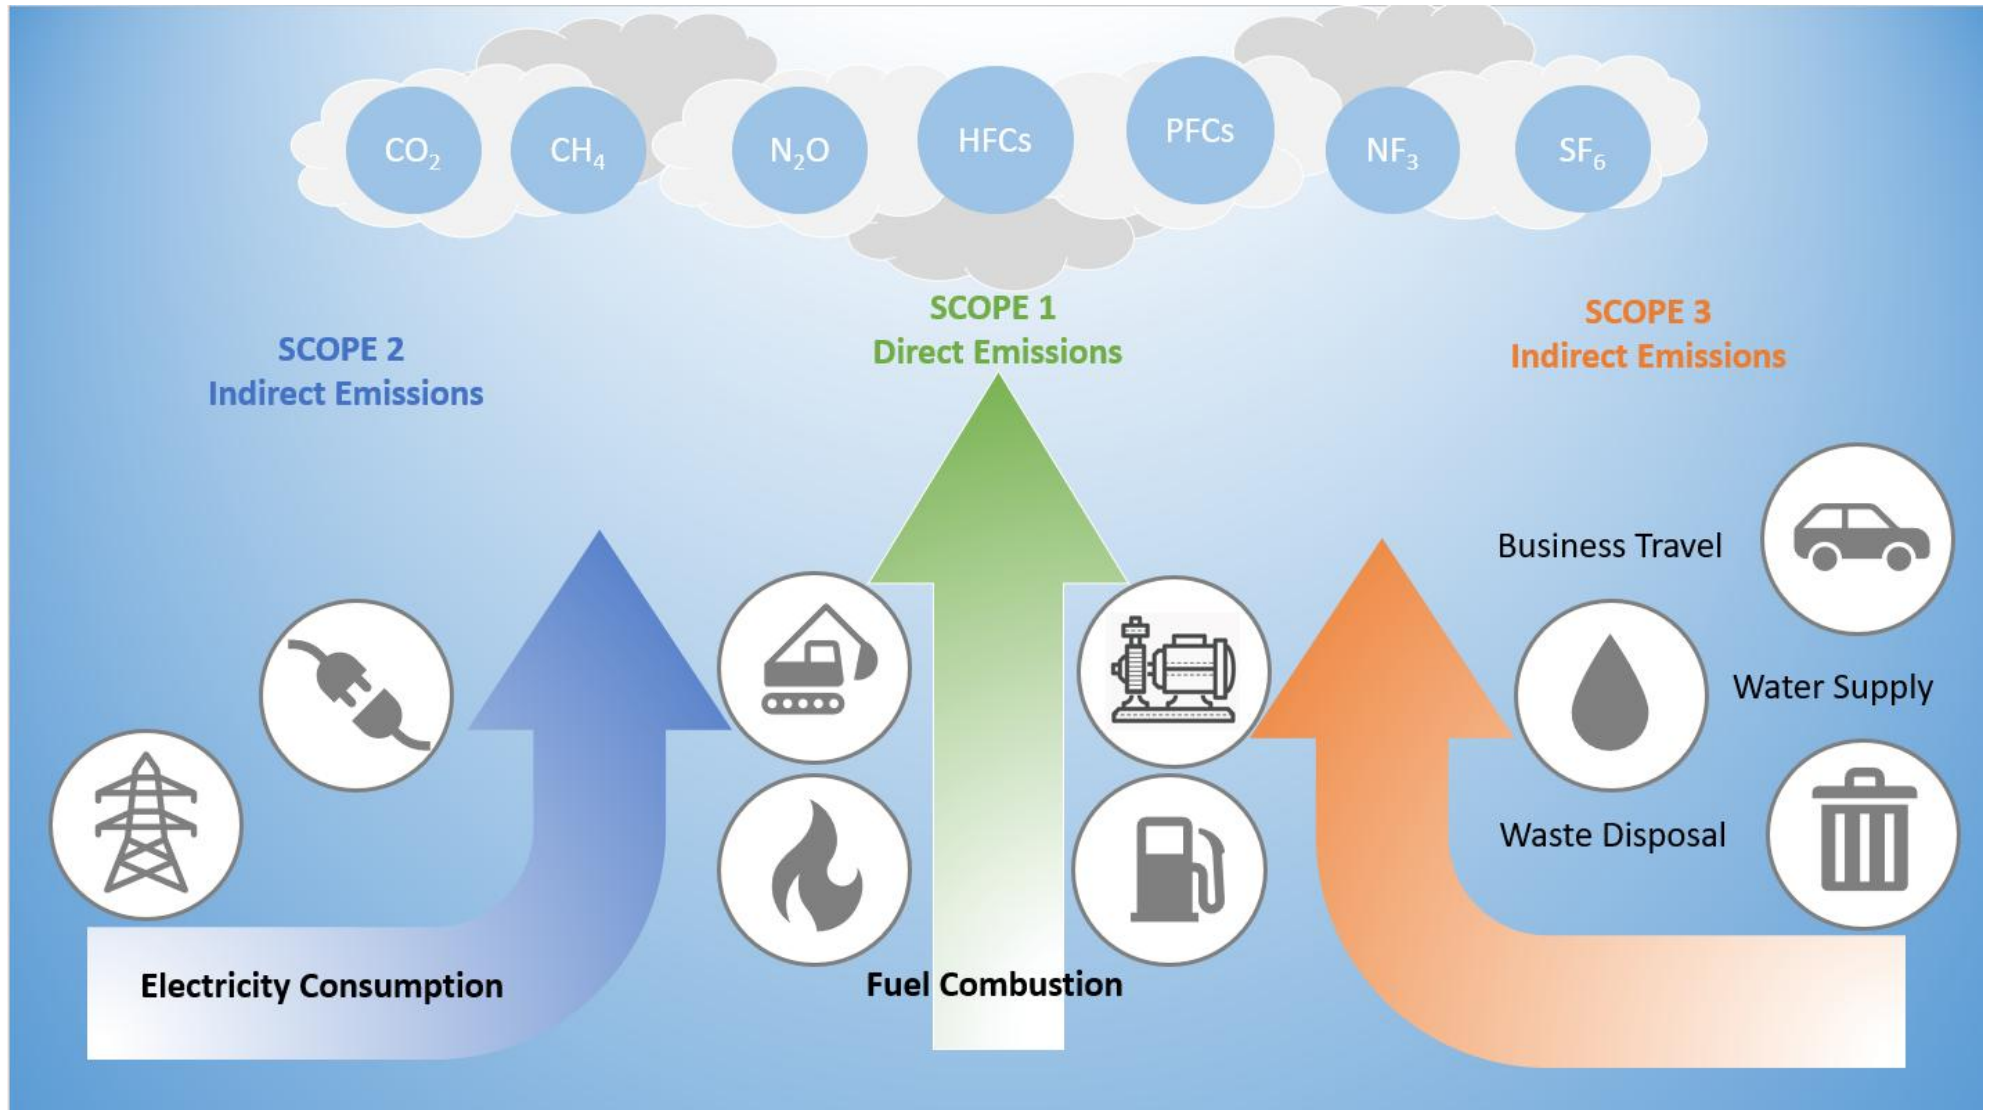 CO₂
CH₄
N₂O
HFCs
PFCs
NF₃
SF₆
SCOPE 2
Indirect Emissions
SCOPE 1
Direct Emissions
SCOPE 3
Indirect Emissions
Business Travel
Water Supply
Waste Disposal
Electricity Consumption
Fuel Combustion